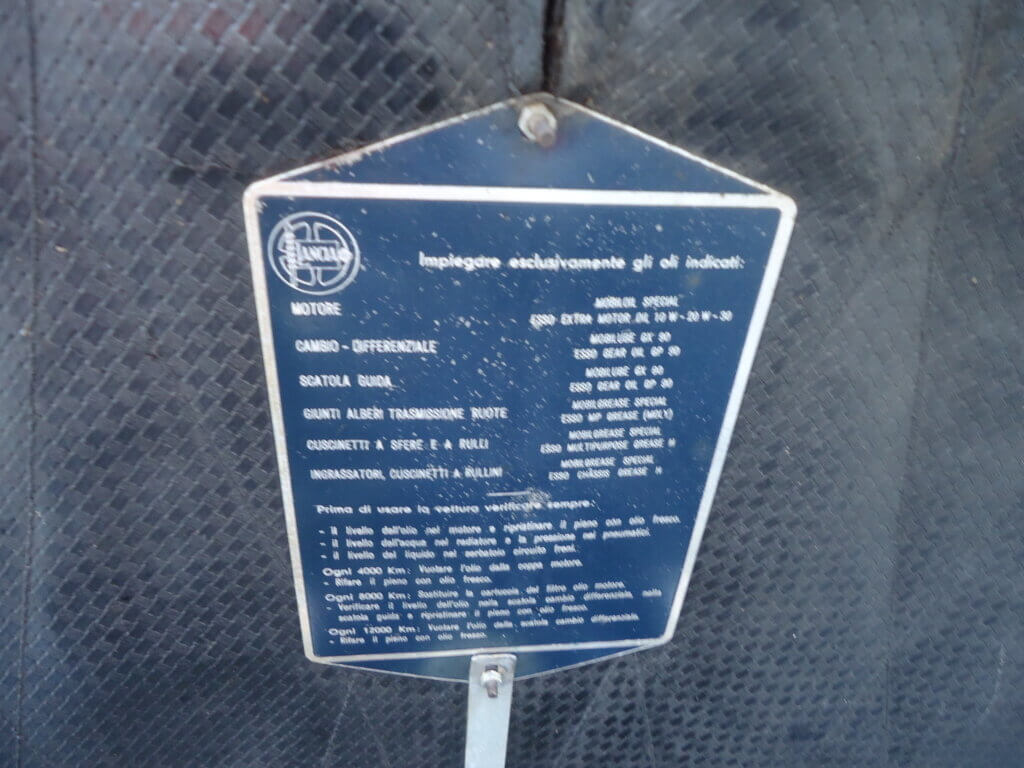 LANCIA
Impiegare esclusivamente gli oli indicati:
MOTORE
MOBILOIL SPECIAL
ESSO EXTRA MOTOR OIL 10 W - 20 W - 30
CAMBIO - DIFFERENZIALE
MOBILUBE GX 90
ESSO GEAR OIL GP 90
SCATOLA GUIDA
MOBILUBE GX 90
ESSO GEAR OIL GP 90
GIUNTI ALBERI TRASMISSIONE RUOTE
MOBILGREASE SPECIAL
ESSO MP GREASE (MOLY)
CUSCINETTI A SFERE E A RULLI
MOBILGREASE SPECIAL
ESSO MULTIPURPOSE GREASE H
INGRASSATORI, CUSCINETTI A RULLINI
MOBILGREASE SPECIAL
ESSO CHASSIS GREASE H
Prima di usare la vettura verificare sempre:
- il livello dell'olio nel motore e ripristinare il pieno con olio fresco.
- il livello dell'acqua nel radiatore e la pressione nei pneumatici.
- il livello del liquido nel serbatoio circuito freni.
Ogni 4000 Km: Vuotare l'olio dalla coppa motore.
- Rifare il pieno con olio fresco.
Ogni 8000 Km: Sostituire la cartuccia del filtro olio motore.
- Verificare il livello dell'olio nella scatola cambio differenziale, nella
scatola guida e ripristinare il pieno con olio fresco.
Ogni 12000 Km: Vuotare l'olio dalla scatola cambio differenziale.
- Rifare il pieno con olio fresco.